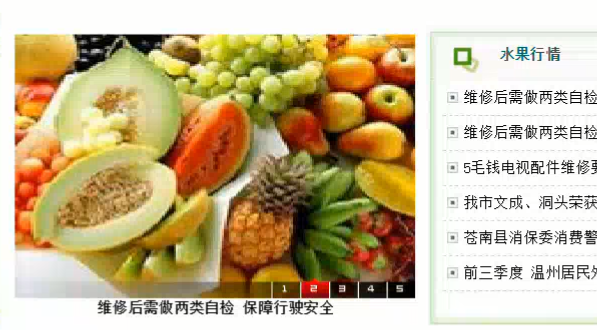 水果行情
维修后需做两类自检
维修后需做两类自检
5毛钱电视配件维修
我市文成、洞头荣获
苍南县消保委消费警
前三季度 温州居民
1 2 3 4 5
维修后需做两类自检 保障行驶安全